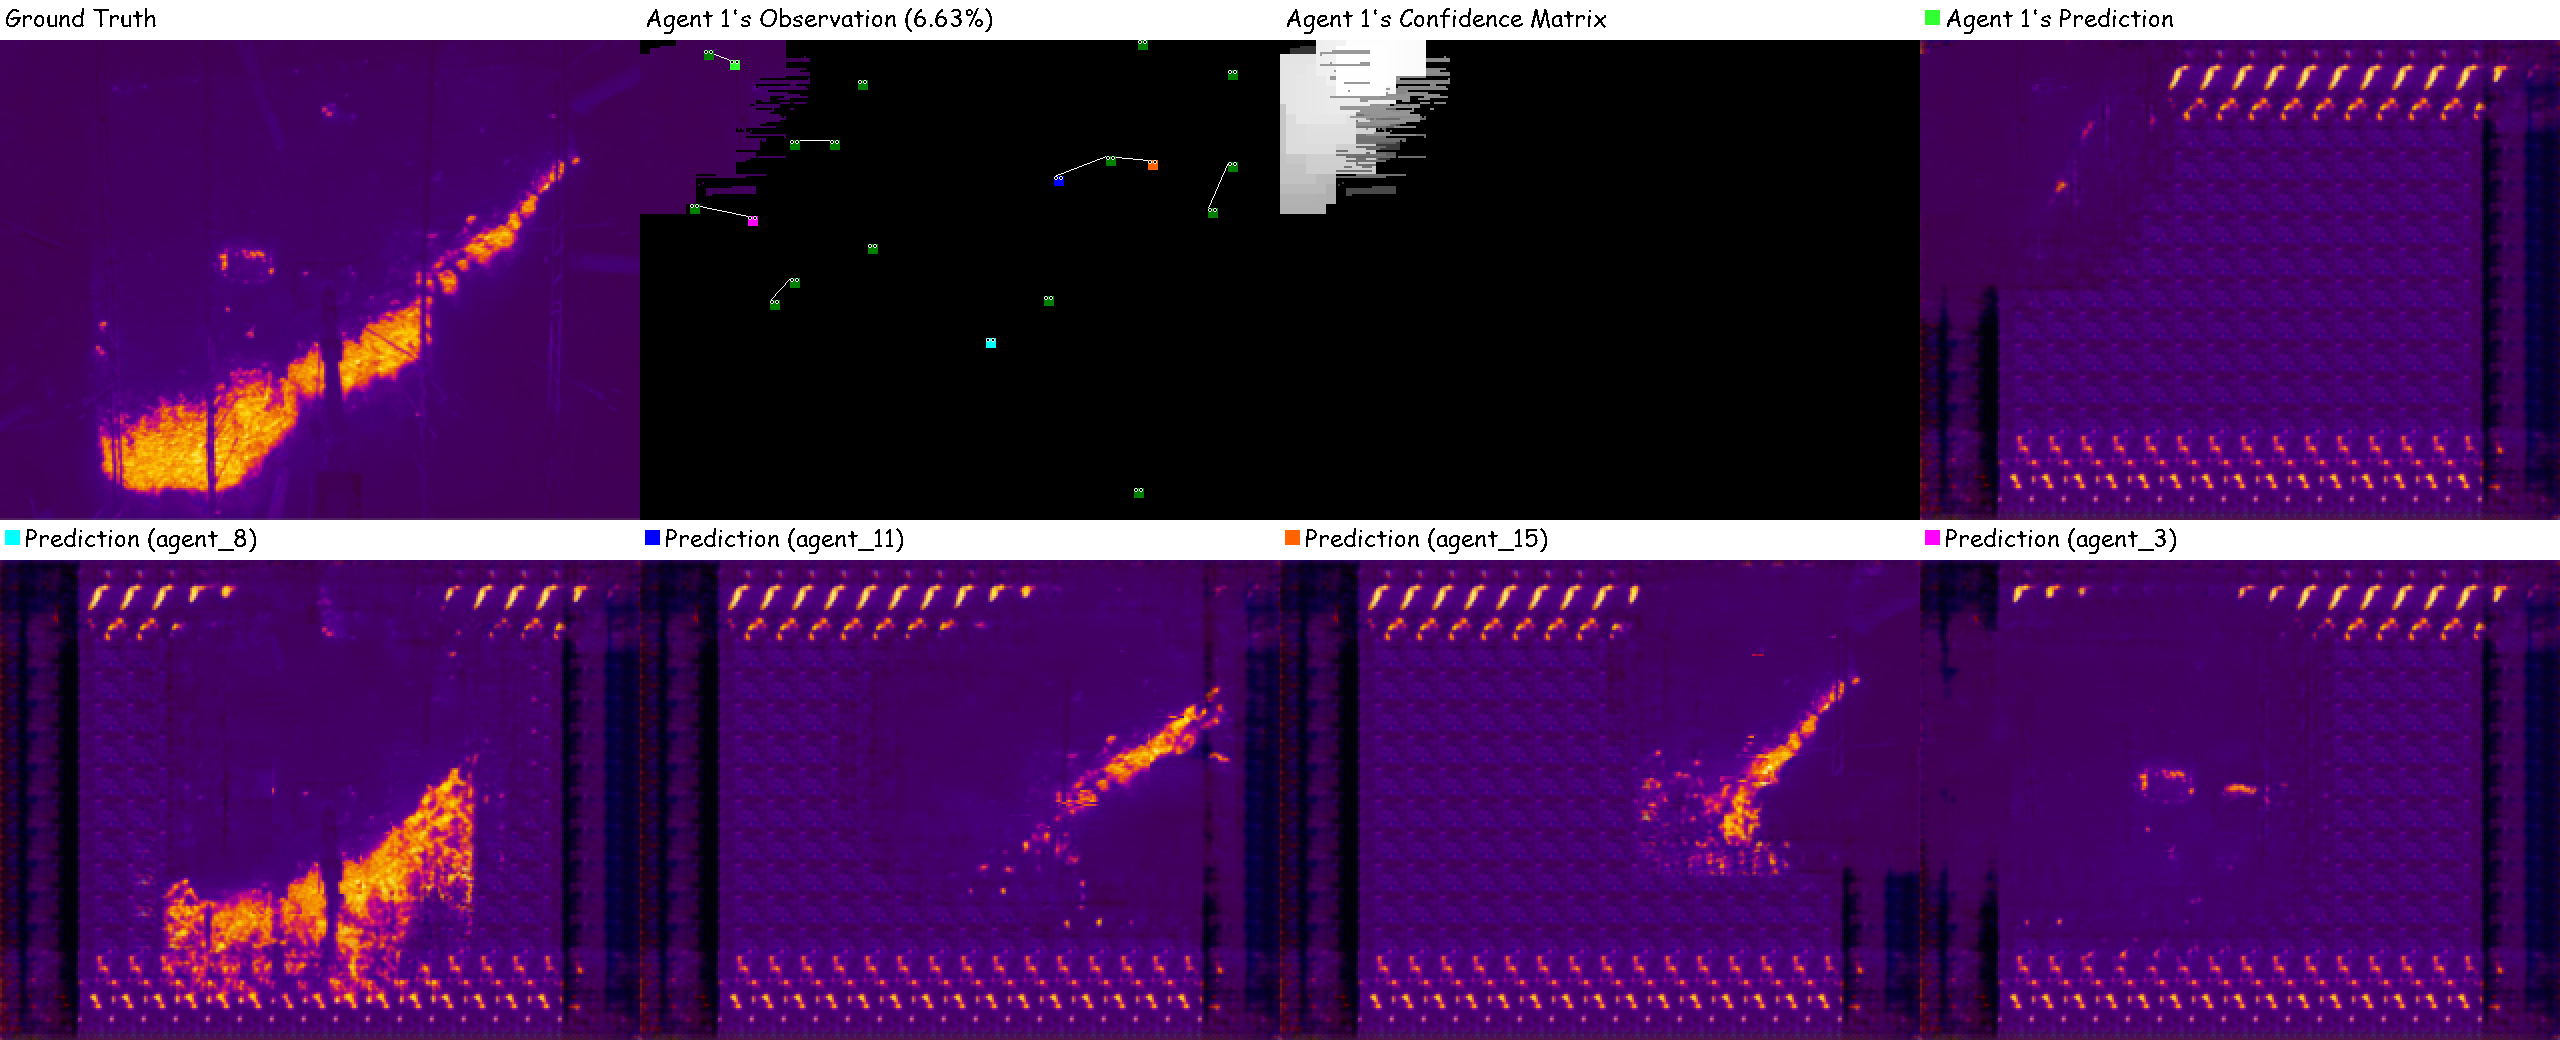 Ground Truth
Agent 1's Observation (6.63%)
Agent 1's Confidence Matrix
Agent 1's Prediction
Prediction (agent_8)
Prediction (agent_11)
Prediction (agent_15)
Prediction (agent_3)